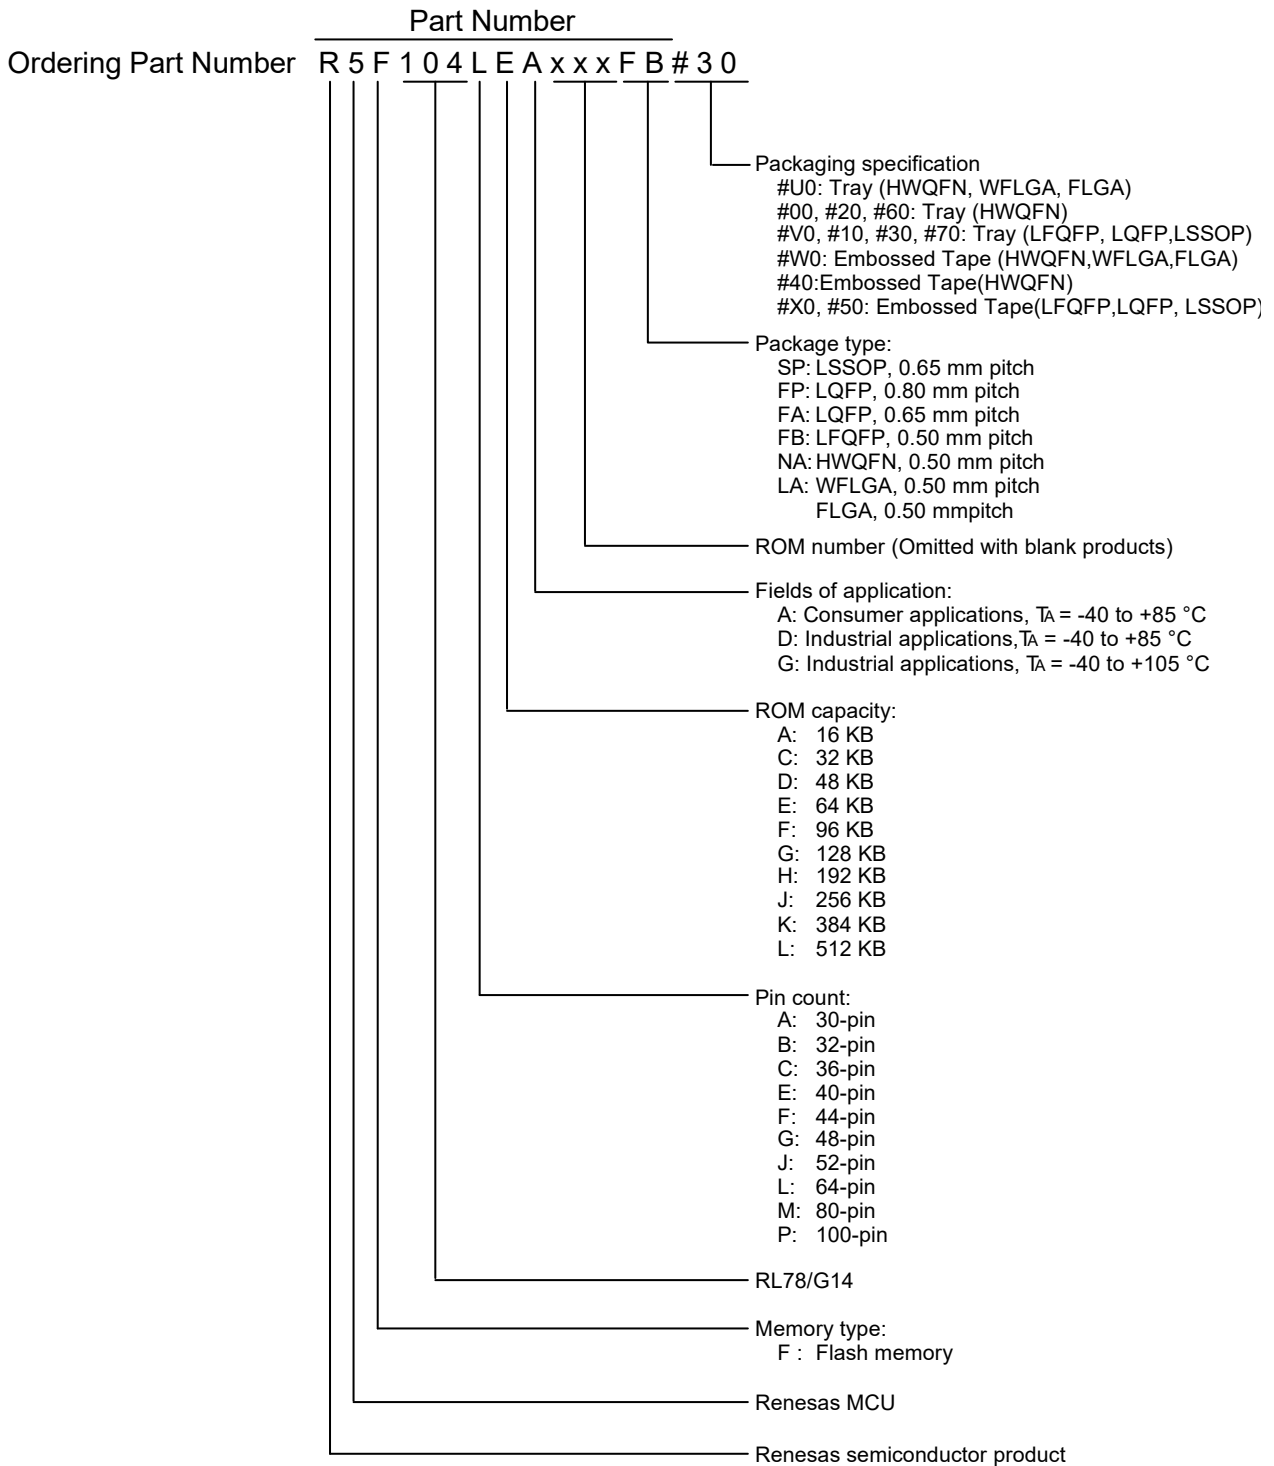 Part Number
Ordering Part Number R 5 F 1 0 4 L E A x x x F B # 3 0
Packaging specification
#U0: Tray (HWQFN, WFLGA, FLGA)
#00, #20, #60: Tray (HWQFN)
#V0, #10, #30, #70: Tray (LFQFP, LQFP,LSSOP)
#W0: Embossed Tape (HWQFN,WFLGA,FLGA)
#40:Embossed Tape(HWQFN)
#X0, #50: Embossed Tape(LFQFP,LQFP, LSSOP)
Package type:
SP: LSSOP, 0.65 mm pitch
FP: LQFP, 0.80 mm pitch
FA: LQFP, 0.65 mm pitch
FB: LFQFP, 0.50 mm pitch
NA: HWQFN, 0.50 mm pitch
LA: WFLGA, 0.50 mm pitch
FLGA, 0.50 mmpitch
ROM number (Omitted with blank products)
Fields of application:
A: Consumer applications, TA = -40 to +85 °C
D: Industrial applications,TA = -40 to +85 °C
G: Industrial applications, TA = -40 to +105 °C
ROM capacity:
A: 16 KB
C: 32 KB
D: 48 KB
E: 64 KB
F: 96 KB
G: 128 KB
H: 192 KB
J: 256 KB
K: 384 KB
L: 512 KB
Pin count:
A: 30-pin
B: 32-pin
C: 36-pin
E: 40-pin
F: 44-pin
G: 48-pin
J: 52-pin
L: 64-pin
M: 80-pin
P: 100-pin
RL78/G14
Memory type:
F : Flash memory
Renesas MCU
Renesas semiconductor product